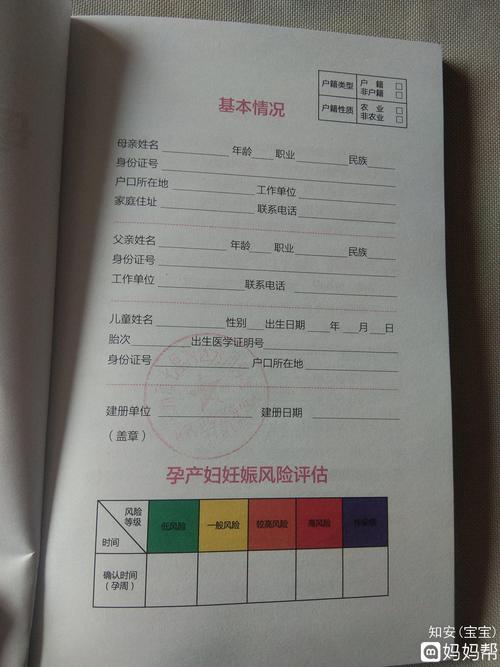 户籍类型 户 籍 □
非户籍 □
户籍性质 农 业 □
非农业 □
基本情况
母亲姓名 年龄 职业 民族
身份证号
户口所在地 工作单位
家庭住址 联系电话
父亲姓名 年龄 职业 民族
身份证号
工作单位 联系电话
儿童姓名 性别 出生日期 年 月 日
胎次 出生医学证明号
身份证号 户口所在地
建册单位 建册日期
（盖章）
孕产妇妊娠风险评估
风险等级 时间 低风险 一般风险 较高风险 高风险 传染病
确认时间
（孕周）
知安(宝宝)
妈妈帮